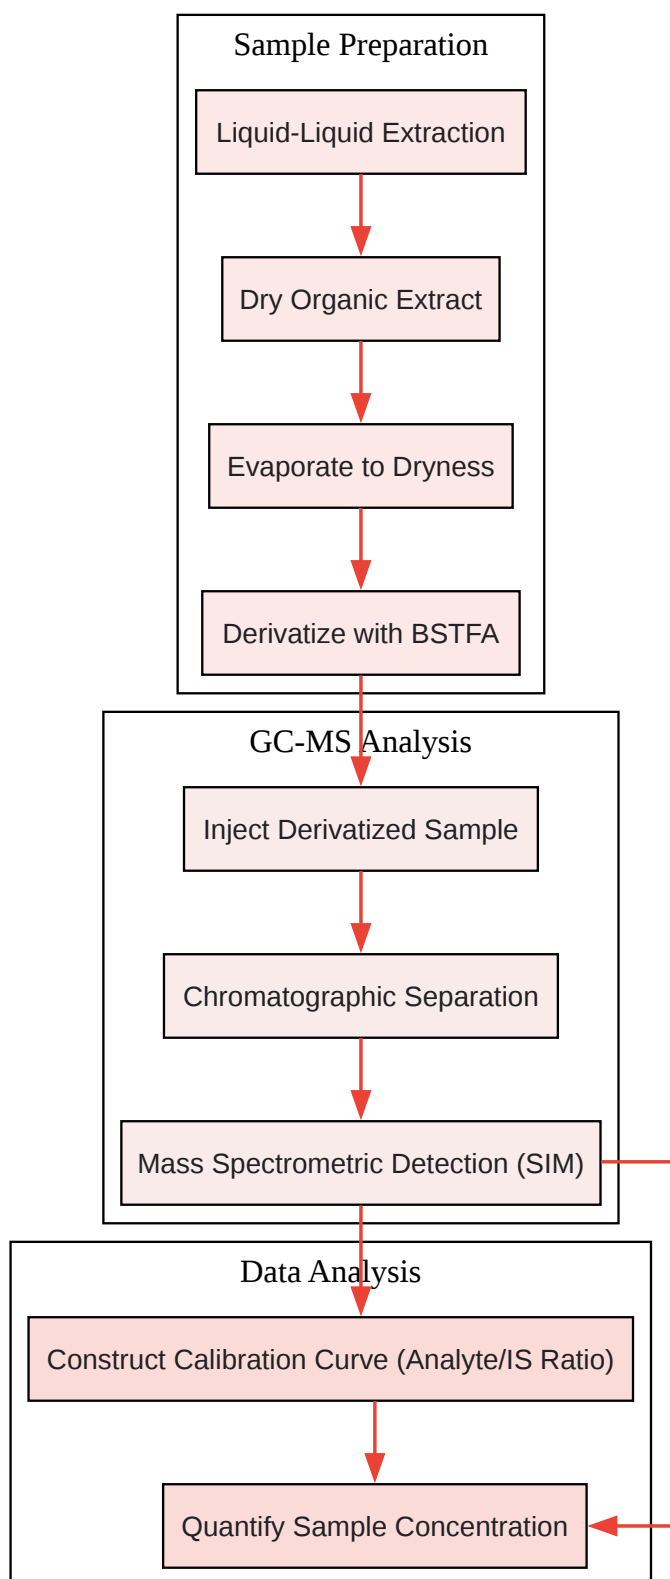 Sample Preparation
Liquid-Liquid Extraction
Dry Organic Extract
Evaporate to Dryness
Derivatize with BSTFA
GC-MS Analysis
Inject Derivatized Sample
Chromatographic Separation
Mass Spectrometric Detection (SIM)
Data Analysis
Construct Calibration Curve (Analyte/IS Ratio)
Quantify Sample Concentration